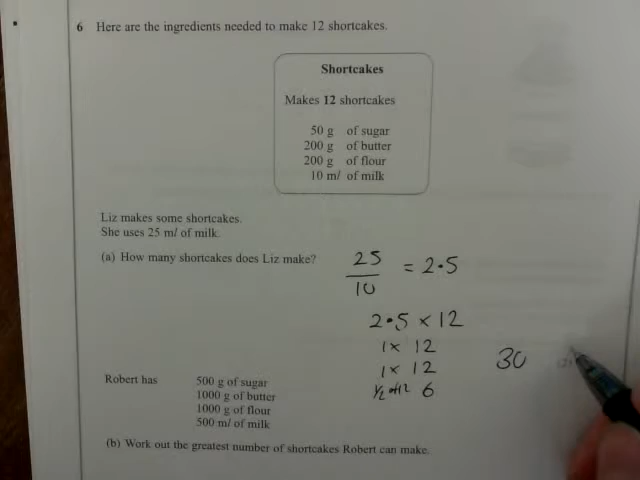 6 Here are the ingredients needed to make 12 shortcakes.
Shortcakes
Makes 12 shortcakes
50 g of sugar
200 g of butter
200 g of flour
10 ml of milk
Liz makes some shortcakes.
She uses 25 ml of milk.
(a) How many shortcakes does Liz make?
25/10 = 2.5
2.5 x 12
1 x 12
1 x 12
1/2 of 12 6
30
Robert has
500 g of sugar
1000 g of butter
1000 g of flour
500 ml of milk
(b) Work out the greatest number of shortcakes Robert can make.